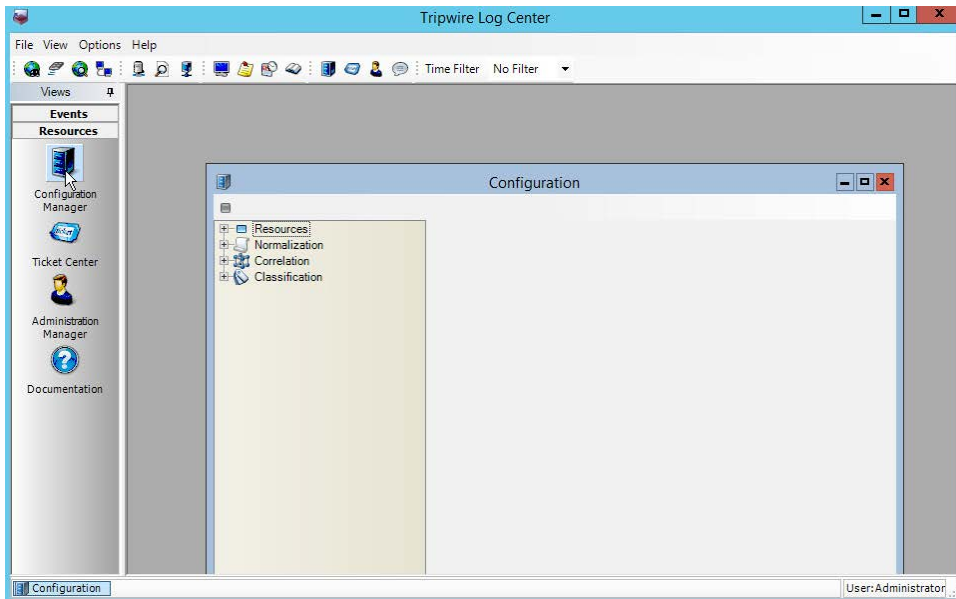 Tripwire Log Center
File View Options Help
Time Filter No Filter
Views
Events
Resources
Configuration
Manager
Ticket Center
Administration
Manager
Documentation
Configuration
Resources
Normalization
Correlation
Classification
Configuration
User:Administrator